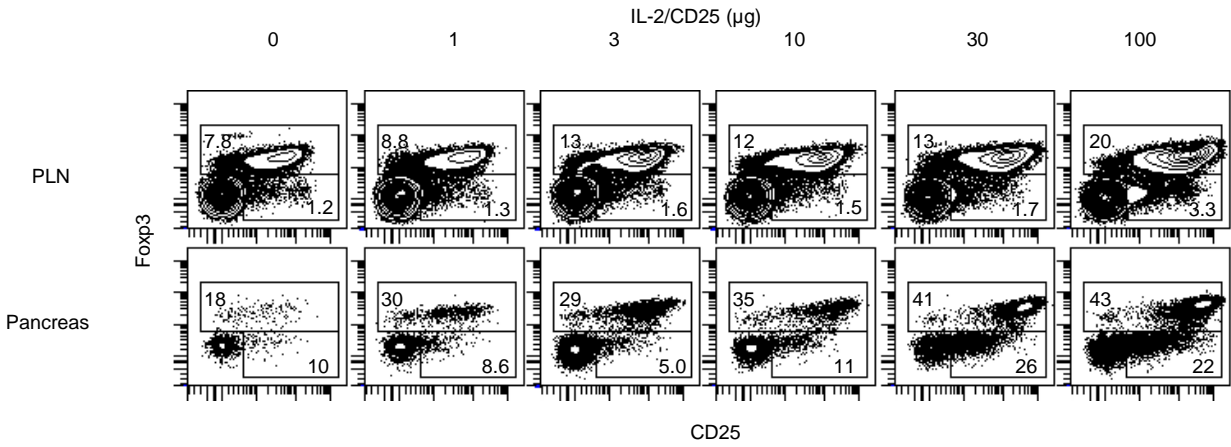 IL-2/CD25 (µg)
0 1 3 10 30 100
PLN
7.8 8.8 13 12 13 20
1.2 1.3 1.6 1.5 1.7 3.3
Foxp3
Pancreas
18 30 29 35 41 43
10 8.6 5.0 11 26 22
CD25